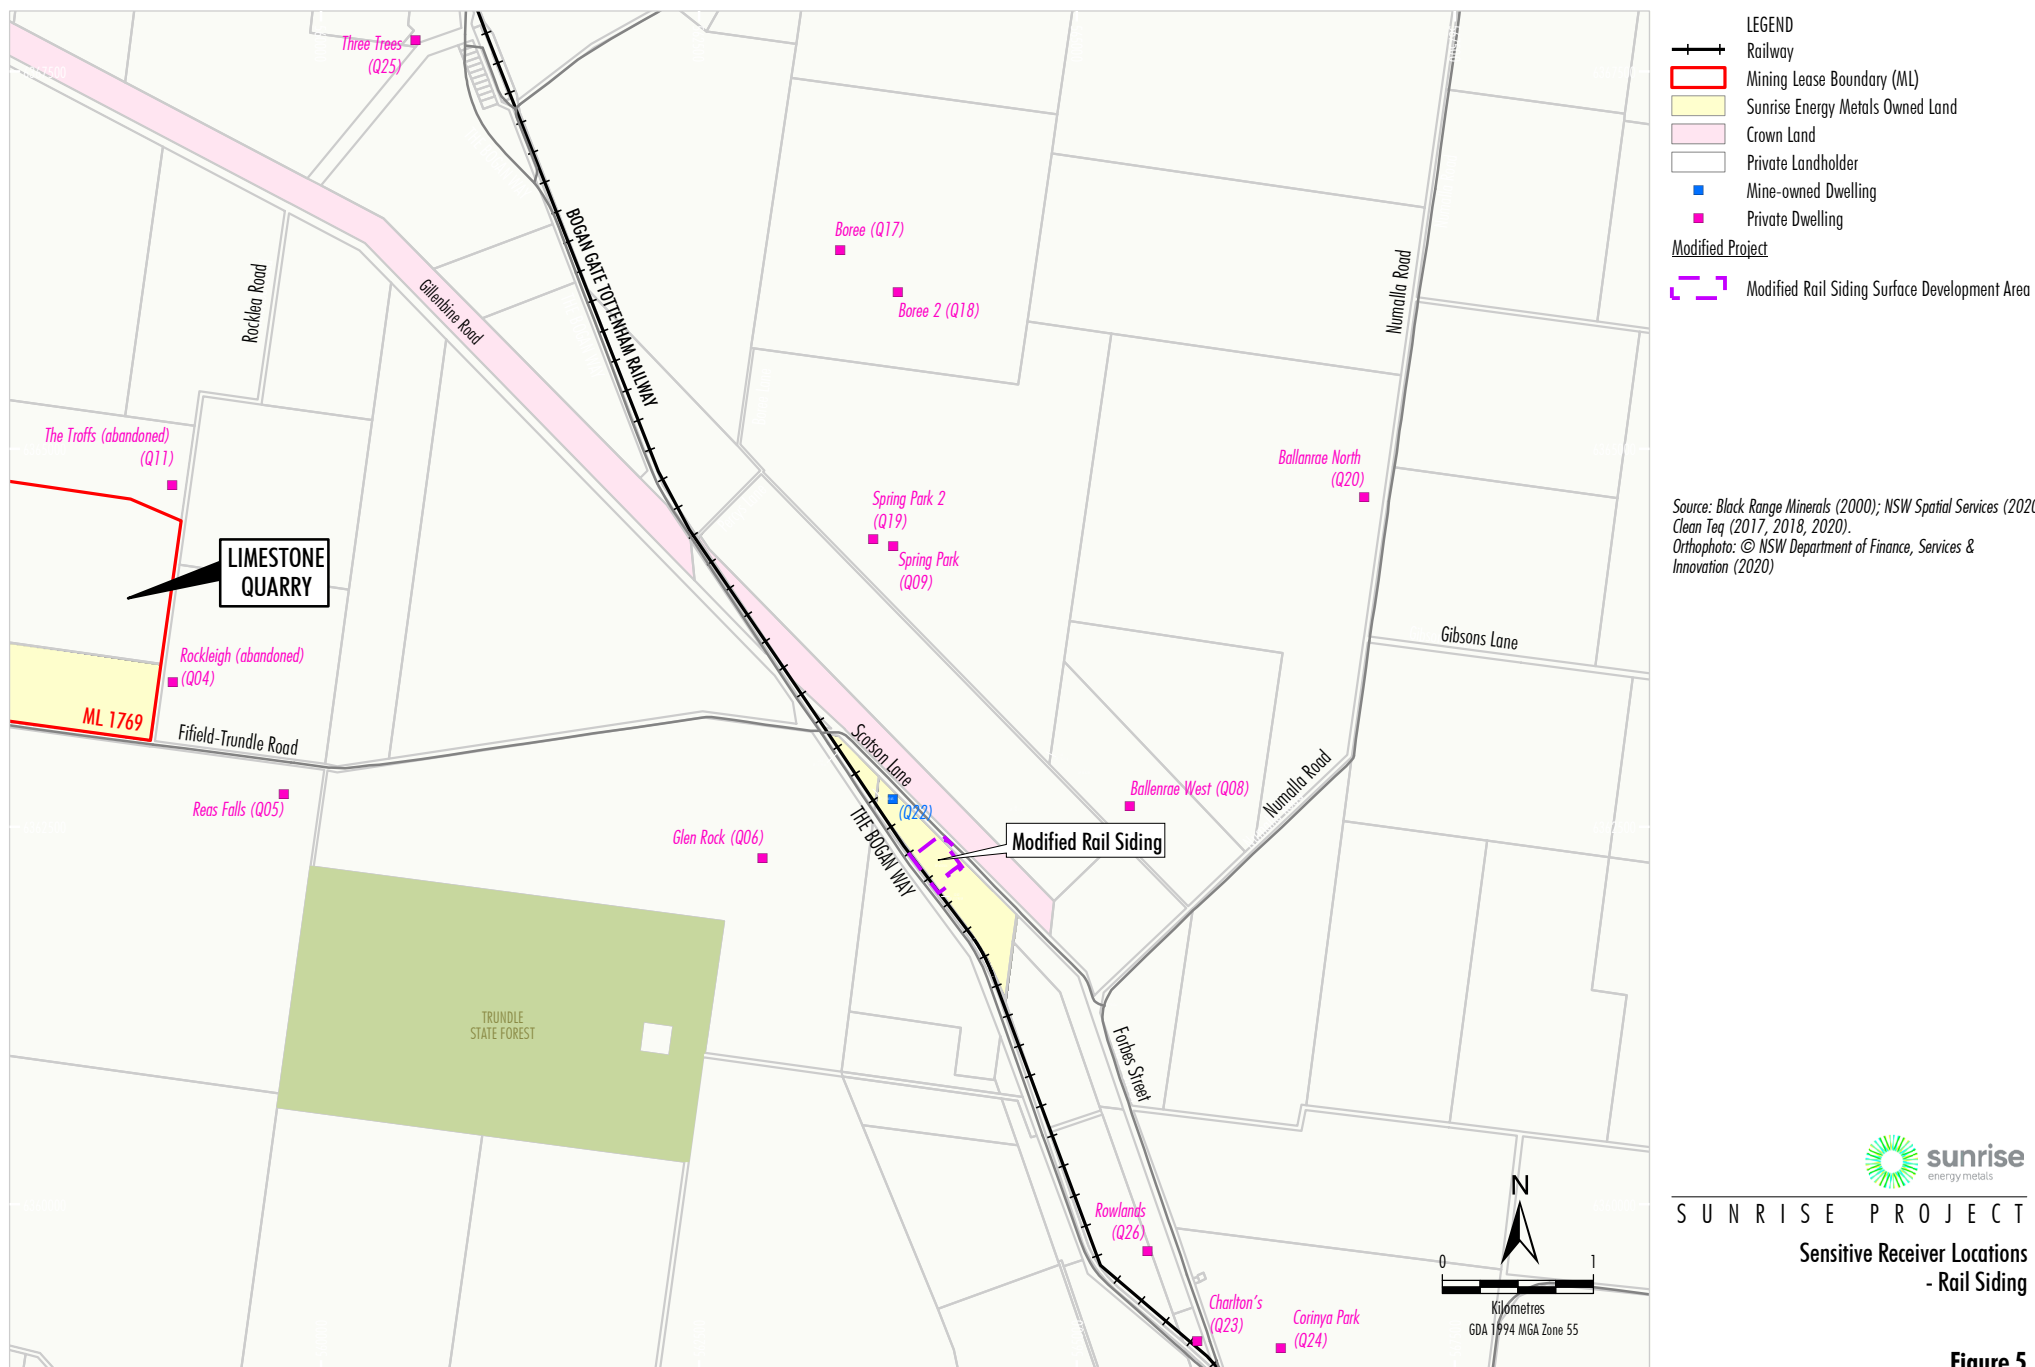 Three Trees
(Q25)
BOGAN GATE TOTTENHAM RAILWAY
Boree (Q17)
Boree 2 (Q18)
Numalla Road
Rocklea Road
Gillenbine Road
The Troffs (abandoned)
(Q11)
Ballanrae North
(Q20)
Spring Park 2
(Q19)
Spring Park
(Q09)
LIMESTONE
QUARRY
Gibsons Lane
Rockleigh (abandoned)
(Q04)
ML 1769
Fifield-Trundle Road
Scotson Lane
Reas Falls (Q05)
(Q22)
Ballenrae West (Q08)
Numalla Road
Glen Rock (Q06)
THE BOGAN WAY
Modified Rail Siding
TRUNDLE
STATE FOREST
Forbes Street
Rowlands
(Q26)
Charlton's
(Q23)
Corinya Park
(Q24)
N
0 1
Kilometres
GDA 1994 MGA Zone 55
LEGEND
Railway
Mining Lease Boundary (ML)
Sunrise Energy Metals Owned Land
Crown Land
Private Landholder
Mine-owned Dwelling
Private Dwelling
Modified Project
Modified Rail Siding Surface Development Area
Source: Black Range Minerals (2000); NSW Spatial Services (2020
Clean Teq (2017, 2018, 2020).
Orthophoto: © NSW Department of Finance, Services &
Innovation (2020)
sunrise
energy metals
SUNRISE PROJECT
Sensitive Receiver Locations
- Rail Siding
Figure 5